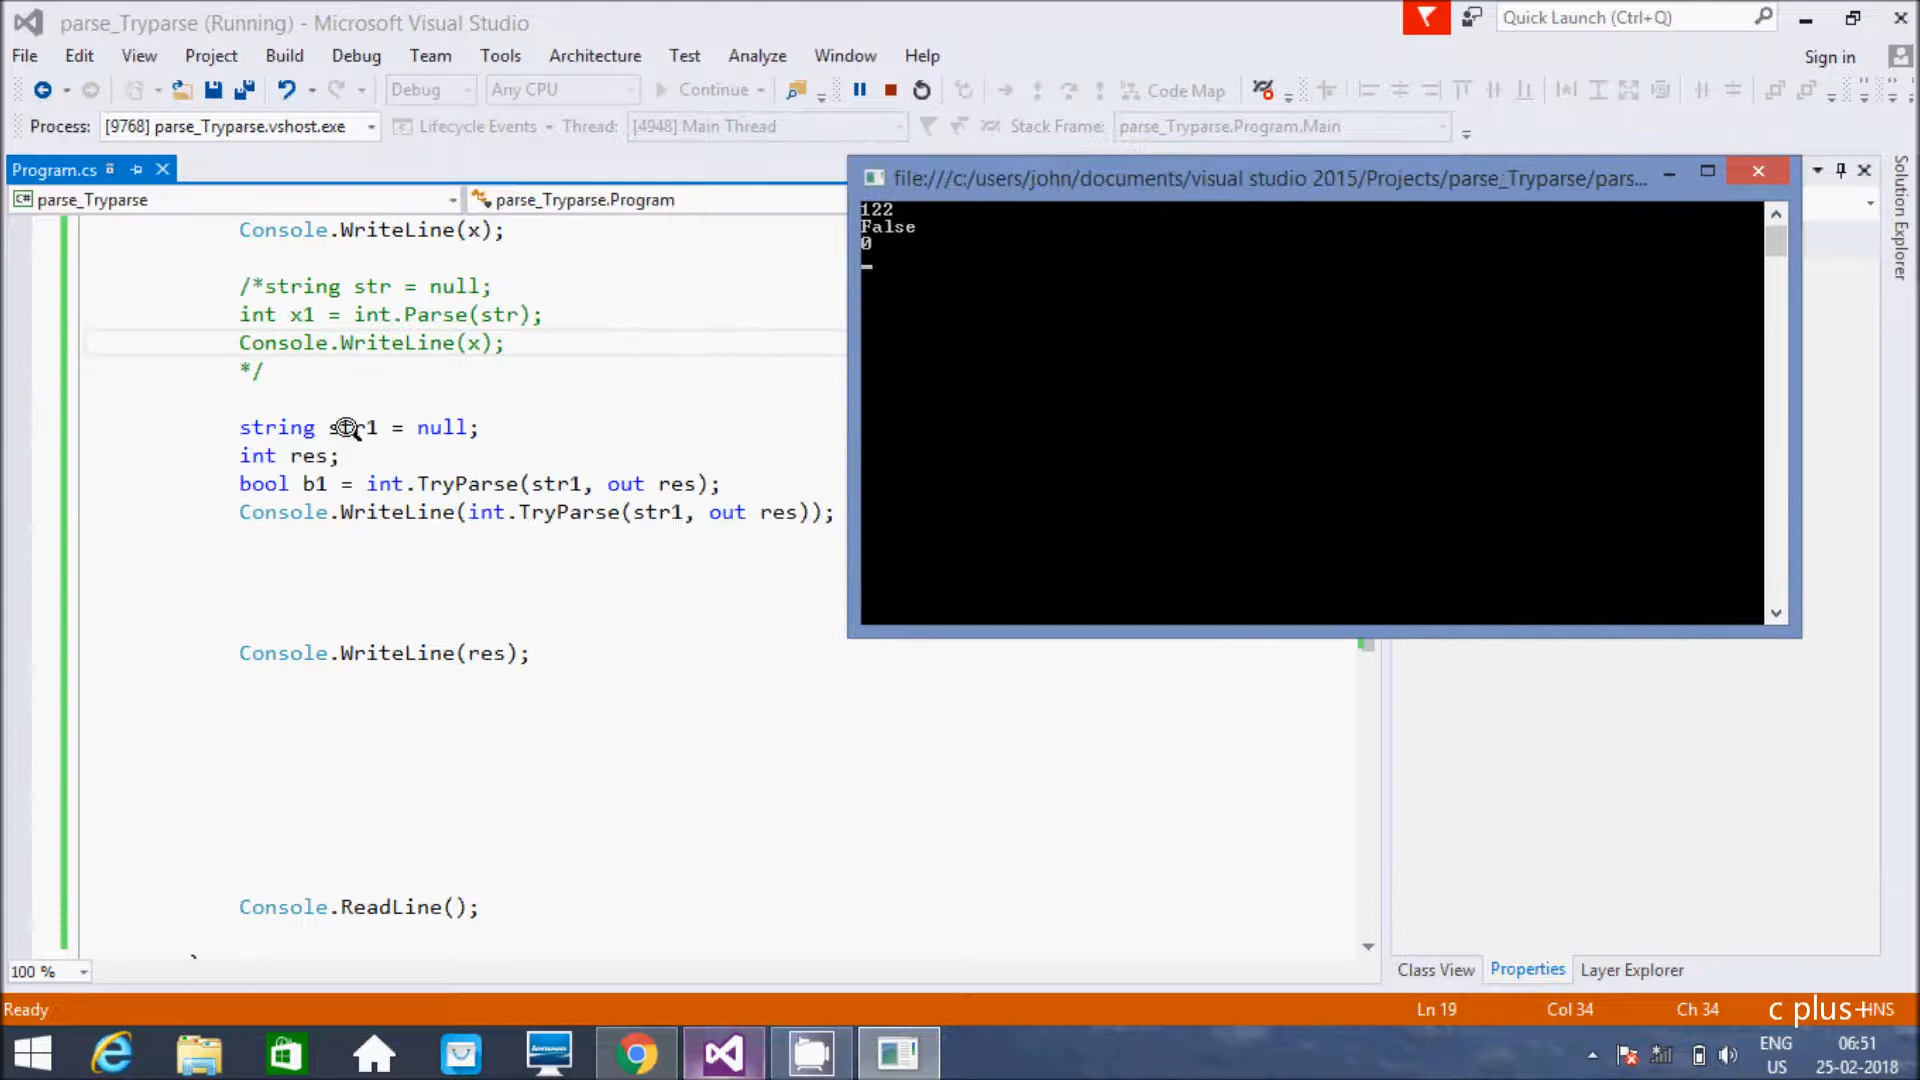 parse_Tryparse (Running) - Microsoft Visual Studio
Quick Launch (Ctrl+Q)
File Edit View Project Build Debug Team Tools Architecture Test Analyze Window Help
Sign in
Debug Any CPU Continue Code Map
Process: [9768] parse_Tryparse.vshost.exe Lifecycle Events Thread: [4948] Main Thread Stack Frame: parse_Tryparse.Program.Main
Program.cs
C# parse_Tryparse parse_Tryparse.Program
Console.WriteLine(x);
/*string str = null;
int x1 = int.Parse(str);
Console.WriteLine(x);
*/
string str1 = null;
int res;
bool b1 = int.TryParse(str1, out res);
Console.WriteLine(int.TryParse(str1, out res));
Console.WriteLine(res);
Console.ReadLine();
100 %
file:///c:/users/john/documents/visual studio 2015/Projects/parse_Tryparse/pars...
122
False
0
Solution Explorer
Class View Properties Layer Explorer
Ready
Ln 19 Col 34 Ch 34
c plus+
ENG
US
06:51
25-02-2018